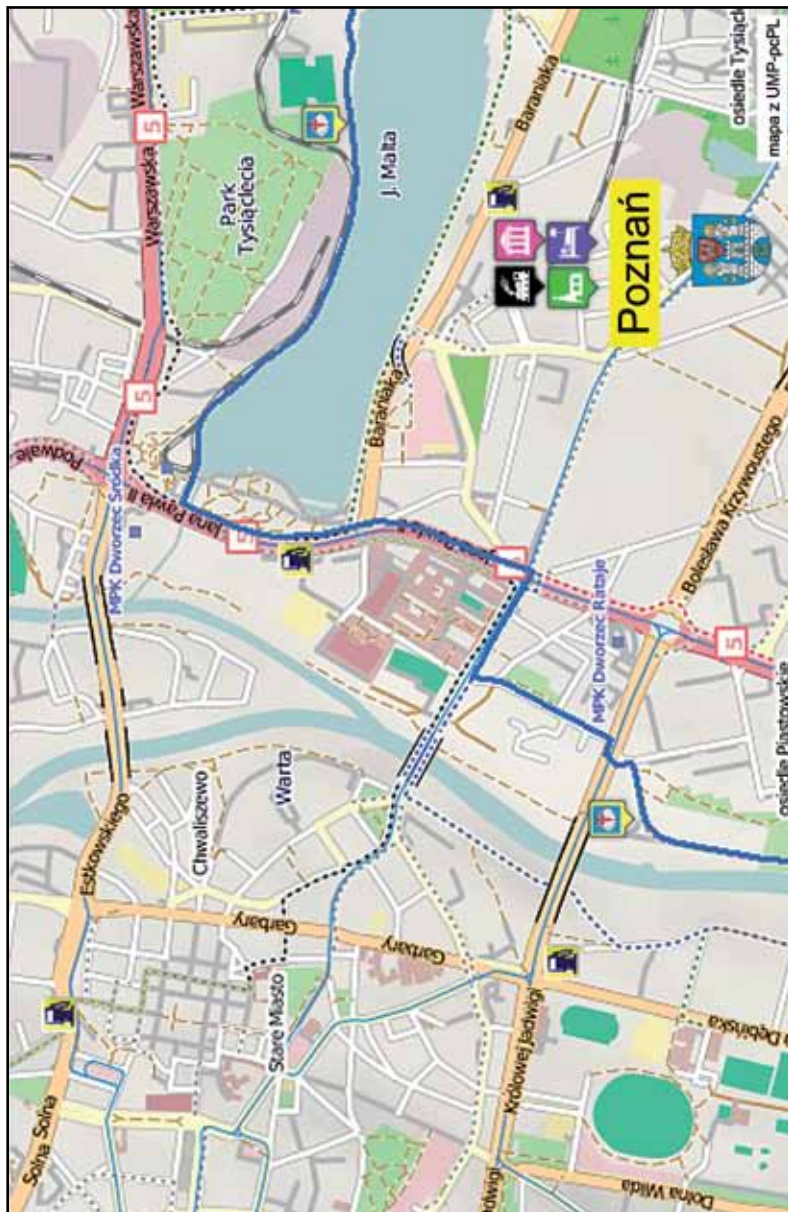 Warszawska
Warszawska
5
Park
Tysiąclecia
J. Malta
Baraniaka
osiedle Tysiąc
mapa z UMP-pcPL
Poznań
5
Podwale
MPK Dworzec Śródka
Jana Pawła II
5
Baraniaka
Bolesława Krzywoustego
MPK Dworzec Rataje
5
osiedle Piastowskie
Estkowskiego
Chwaliszewo
Warta
Garbary
Garbary
Stare Miasto
Solna
Solna
Królowej Jadwigi
Dębińska
Dolna Wilda